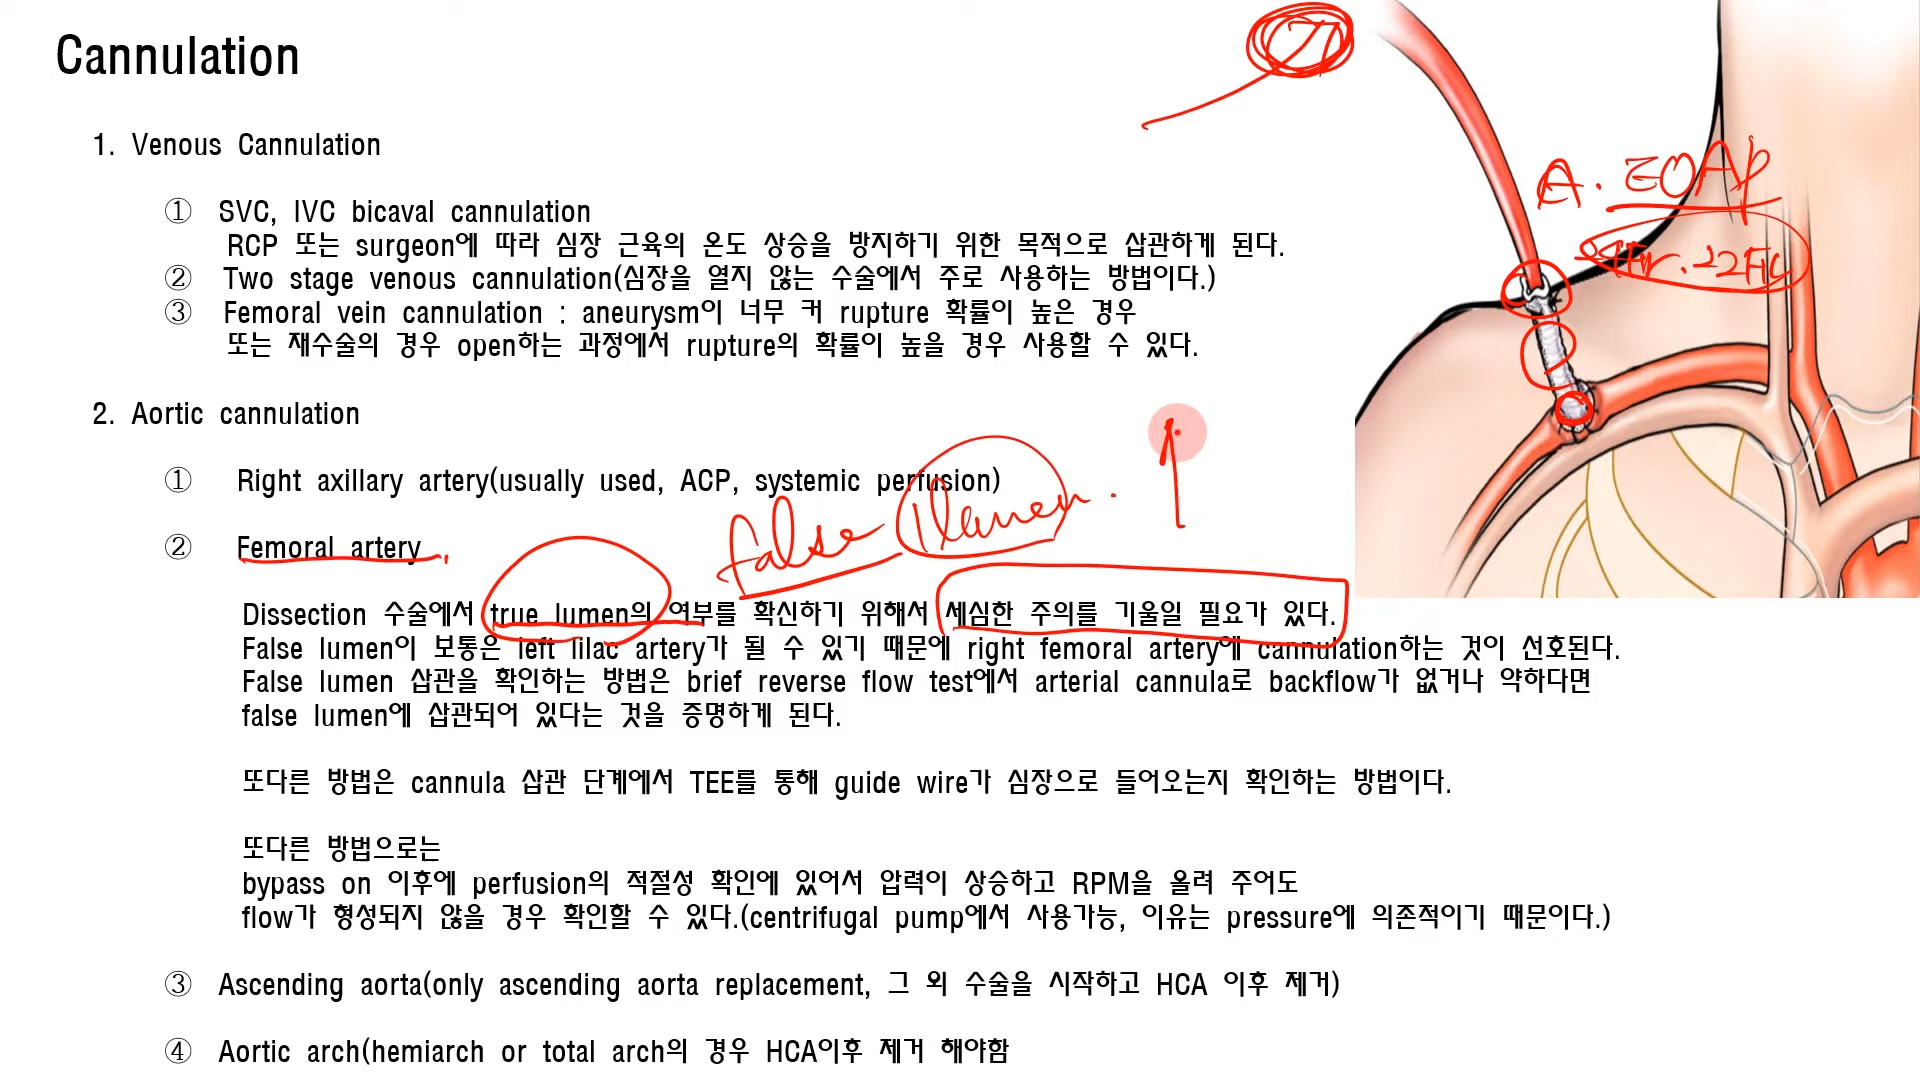 Cannulation
1. Venous Cannulation
① SVC, IVC bicaval cannulation
RCP 또는 surgeon에 따라 심장 근육의 온도 상승을 방지하기 위한 목적으로 삽관하게 된다.
② Two stage venous cannulation(심장을 열지 않는 수술에서 주로 사용하는 방법이다.)
③ Femoral vein cannulation : aneurysm이 너무 커 rupture 확률이 높은 경우
또는 재수술의 경우 open하는 과정에서 rupture의 확률이 높을 경우 사용할 수 있다.
2. Aortic cannulation
① Right axillary artery(usually used, ACP, systemic perfusion)
false lumen.
② Femoral artery
Dissection 수술에서 true lumen의 여부를 확신하기 위해서 세심한 주의를 기울일 필요가 있다.
False lumen이 보통은 left lilac artery가 될 수 있기 때문에 right femoral artery에 cannulation하는 것이 선호된다.
False lumen 삽관을 확인하는 방법은 brief reverse flow test에서 arterial cannula로 backflow가 없거나 약하다면
false lumen에 삽관되어 있다는 것을 증명하게 된다.
또다른 방법은 cannula 삽관 단계에서 TEE를 통해 guide wire가 심장으로 들어오는지 확인하는 방법이다.
또다른 방법으로는
bypass on 이후에 perfusion의 적절성 확인에 있어서 압력이 상승하고 RPM을 올려 주어도
flow가 형성되지 않을 경우 확인할 수 있다.(centrifugal pump에서 사용가능, 이유는 pressure에 의존적이기 때문이다.)
③ Ascending aorta(only ascending aorta replacement, 그 외 수술을 시작하고 HCA 이후 제거)
④ Aortic arch(hemiarch or total arch의 경우 HCA이후 제거 해야함